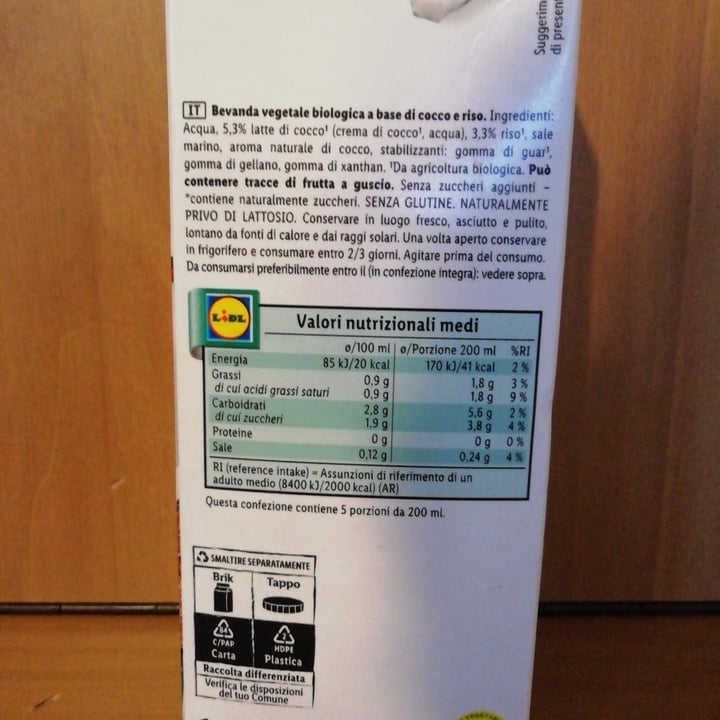 Suggerim
di present
IT Bevanda vegetale biologica a base di cocco e riso. Ingredienti:
Acqua, 5,3% latte di cocco¹ (crema di cocco¹, acqua), 3,3% riso¹, sale
marino, aroma naturale di cocco, stabilizzanti: gomma di guar¹,
gomma di gellano, gomma di xanthan. ¹Da agricoltura biologica. Può
contenere tracce di frutta a guscio. Senza zuccheri aggiunti –
*contiene naturalmente zuccheri. SENZA GLUTINE. NATURALMENTE
PRIVO DI LATTOSIO. Conservare in luogo fresco, asciutto e pulito,
lontano da fonti di calore e dai raggi solari. Una volta aperto conservare
in frigorifero e consumare entro 2/3 giorni. Agitare prima del consumo.
Da consumarsi preferibilmente entro il (in confezione integra): vedere sopra.
LIDL
Valori nutrizionali medi
ø/100 ml ø/Porzione 200 ml %RI
Energia 85 kJ/20 kcal 170 kJ/41 kcal 2 %
Grassi 0,9 g 1,8 g 3 %
di cui acidi grassi saturi 0,9 g 1,8 g 9 %
Carboidrati 2,8 g 5,6 g 2 %
di cui zuccheri 1,9 g 3,8 g 4 %
Proteine 0 g 0 g 0 %
Sale 0,12 g 0,24 g 4 %
RI (reference intake) = Assunzioni di riferimento di un
adulto medio (8400 kJ/2000 kcal) (AR)
Questa confezione contiene 5 porzioni da 200 ml.
SMALTIRE SEPARATAMENTE
Brik Tappo
84 2
C/PAP HDPE
Carta Plastica
Raccolta differenziata
Verifica le disposizioni
del tuo Comune